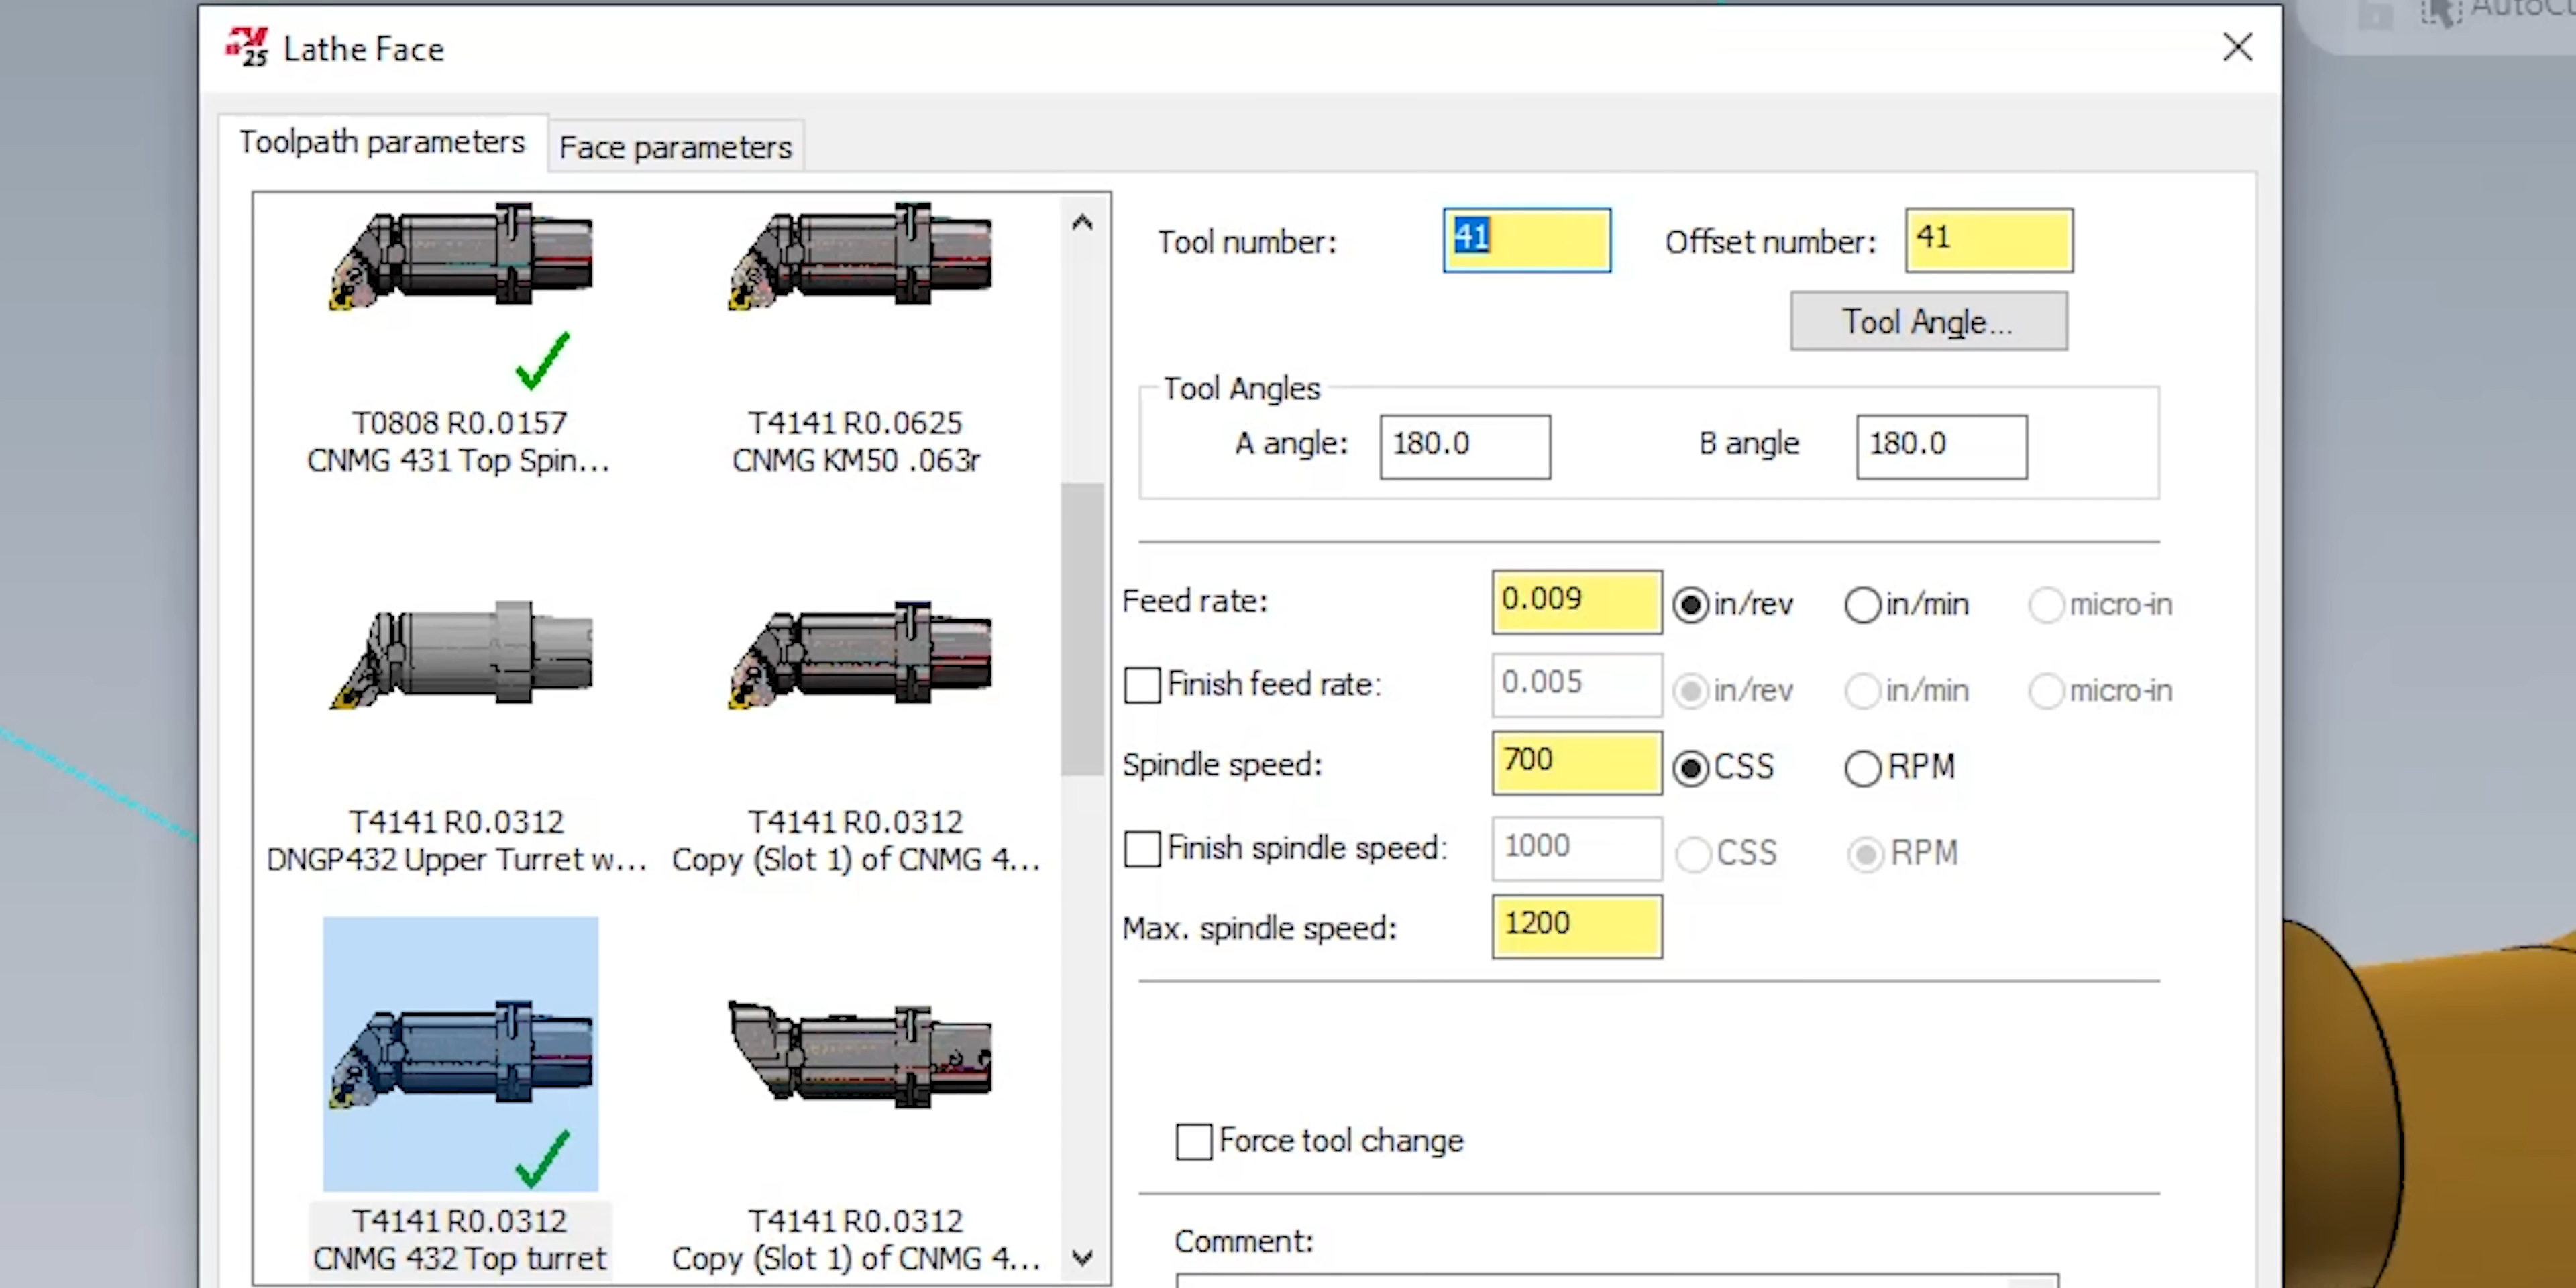 25 Lathe Face
Toolpath parameters
Face parameters
T0808 R0.0157
CNMG 431 Top Spin...
T4141 R0.0625
CNMG KM50 .063r
T4141 R0.0312
DNGP432 Upper Turret w...
T4141 R0.0312
Copy (Slot 1) of CNMG 4...
T4141 R0.0312
CNMG 432 Top turret
T4141 R0.0312
Copy (Slot 1) of CNMG 4...
Tool number: 41 Offset number: 41
Tool Angle...
Tool Angles
A angle: 180.0 B angle 180.0
Feed rate: 0.009 in/rev in/min micro-in
Finish feed rate: 0.005 in/rev in/min micro-in
Spindle speed: 700 CSS RPM
Finish spindle speed: 1000 CSS RPM
Max. spindle speed: 1200
Force tool change
Comment: